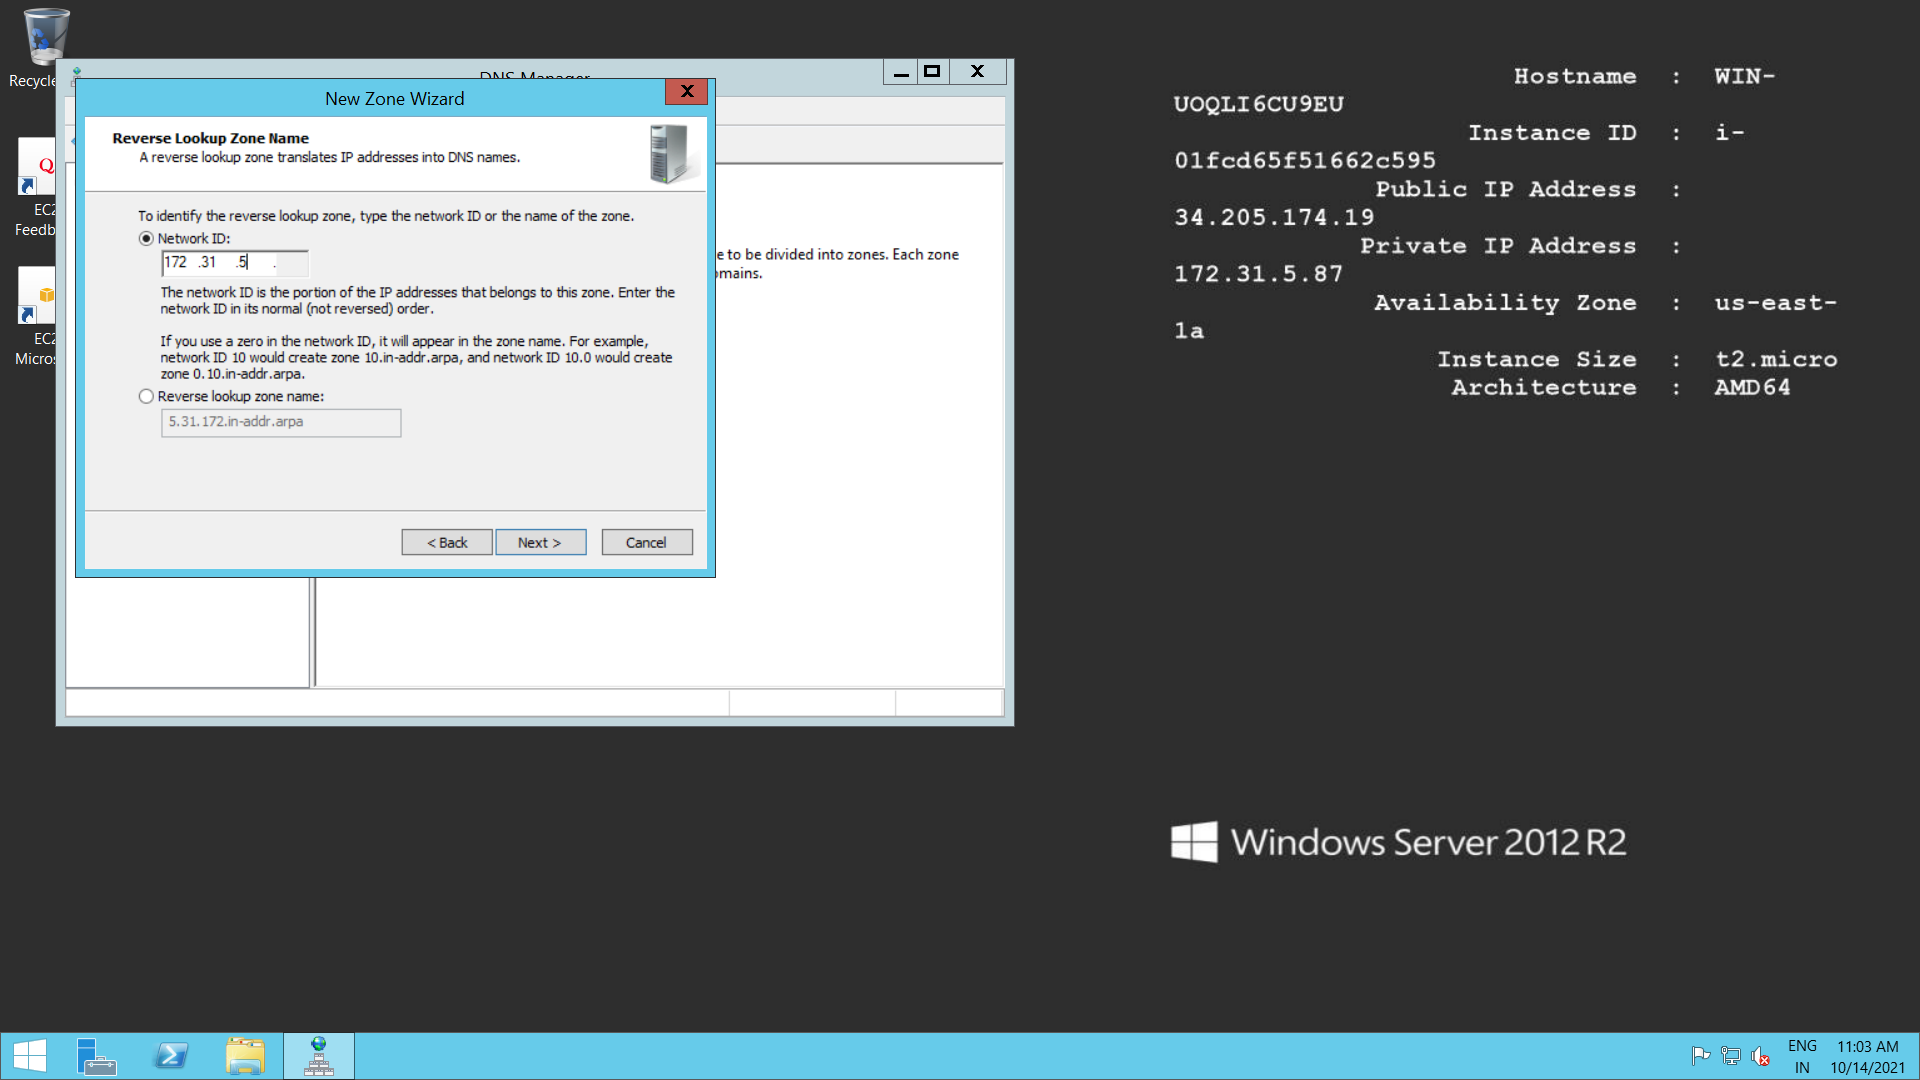 Recycle
DNS Manager
New Zone Wizard
Reverse Lookup Zone Name
A reverse lookup zone translates IP addresses into DNS names.
To identify the reverse lookup zone, type the network ID or the name of the zone.
Network ID:
172 .31 .5 .
The network ID is the portion of the IP addresses that belongs to this zone. Enter the
network ID in its normal (not reversed) order.
If you use a zero in the network ID, it will appear in the zone name. For example,
network ID 10 would create zone 10.in-addr.arpa, and network ID 10.0 would create
zone 0.10.in-addr.arpa.
Reverse lookup zone name:
5.31.172.in-addr.arpa
< Back
Next >
Cancel
e to be divided into zones. Each zone
omains.
EC2
Feedb
EC2
Micros
Hostname : WIN-
UOQLI6CU9EU
Instance ID : i-
01fcd65f51662c595
Public IP Address :
34.205.174.19
Private IP Address :
172.31.5.87
Availability Zone : us-east-
1a
Instance Size : t2.micro
Architecture : AMD64
Windows Server 2012 R2
ENG
IN
11:03 AM
10/14/2021